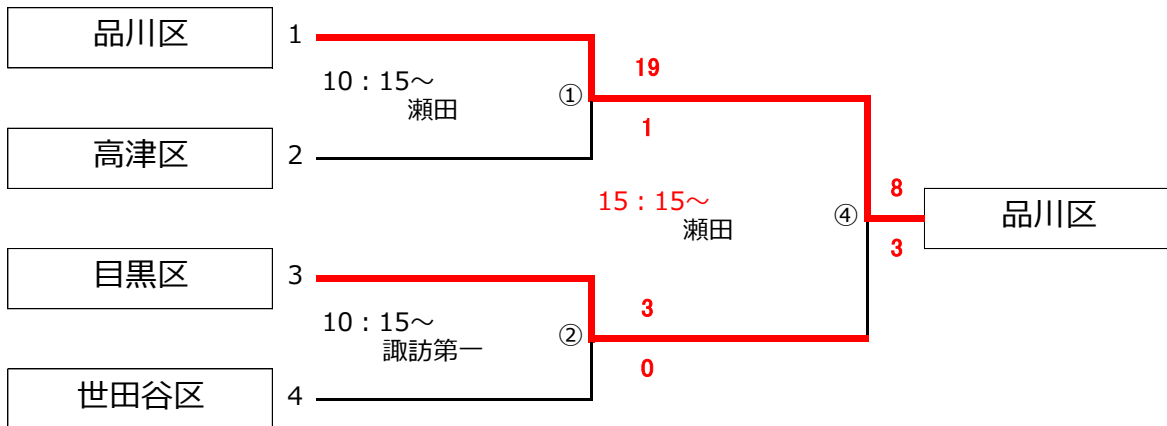 品川区 1
10：15～
瀬田
①
19
1
高津区 2
15：15～
瀬田
④
8
3
品川区
目黒区 3
10：15～
諏訪第一
②
3
0
世田谷区 4